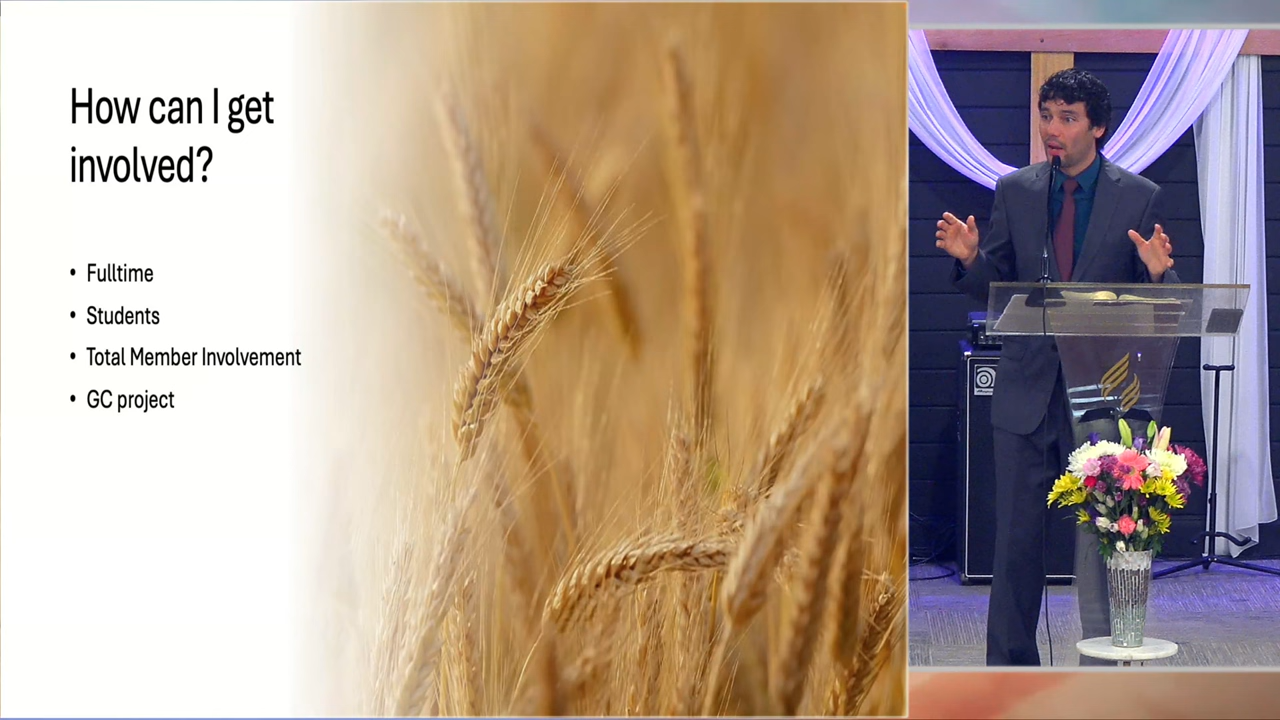 How can I get
involved?
• Fulltime
• Students
• Total Member Involvement
• GC project